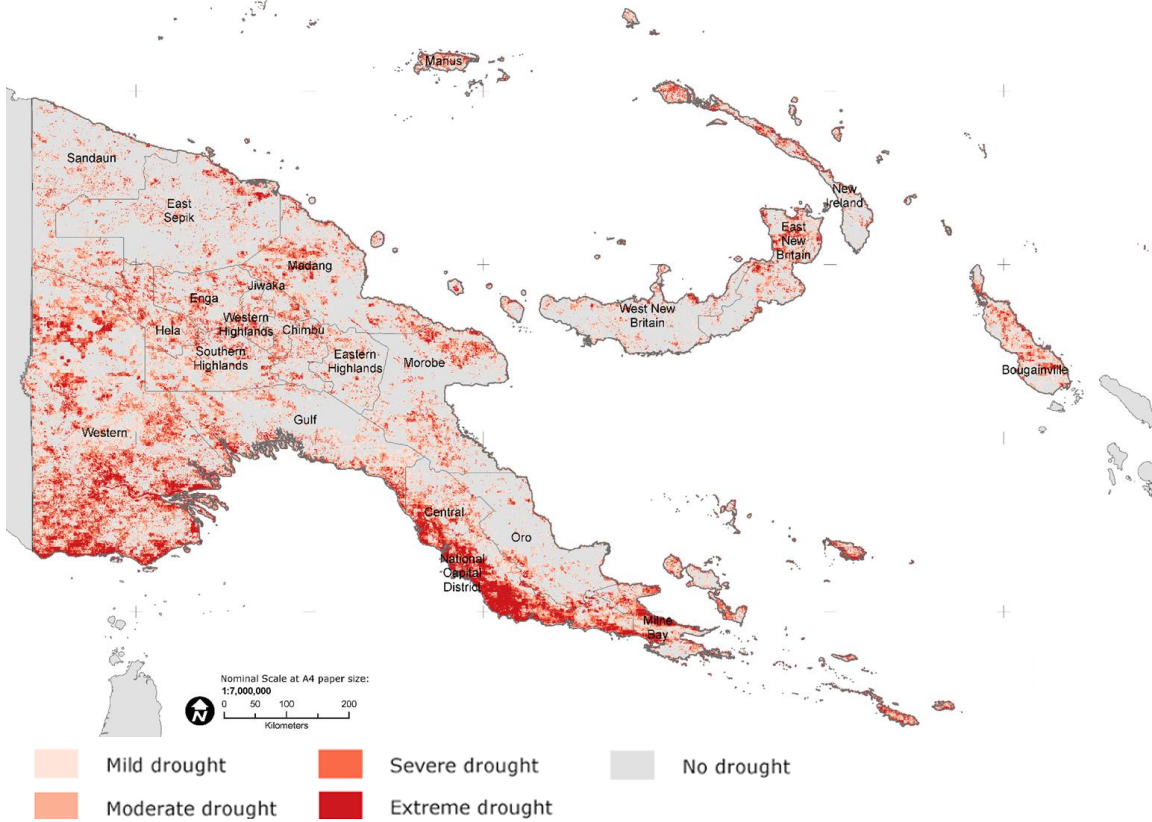 Manus
Sandaun
East
Sepik
New
Ireland
East
New
Britain
Madang
Jiwaka
Enga
Western
Highlands
Hela
Chimbu
West New
Britain
Southern
Highlands
Eastern
Highlands
Morobe
Bougainville
Gulf
Western
Central
Oro
National
Capital
District
Milne
Bay
Nominal Scale at A4 paper size:
1:7,000,000
N
0 50 100 200
Kilometers
Mild drought
Severe drought
No drought
Moderate drought
Extreme drought